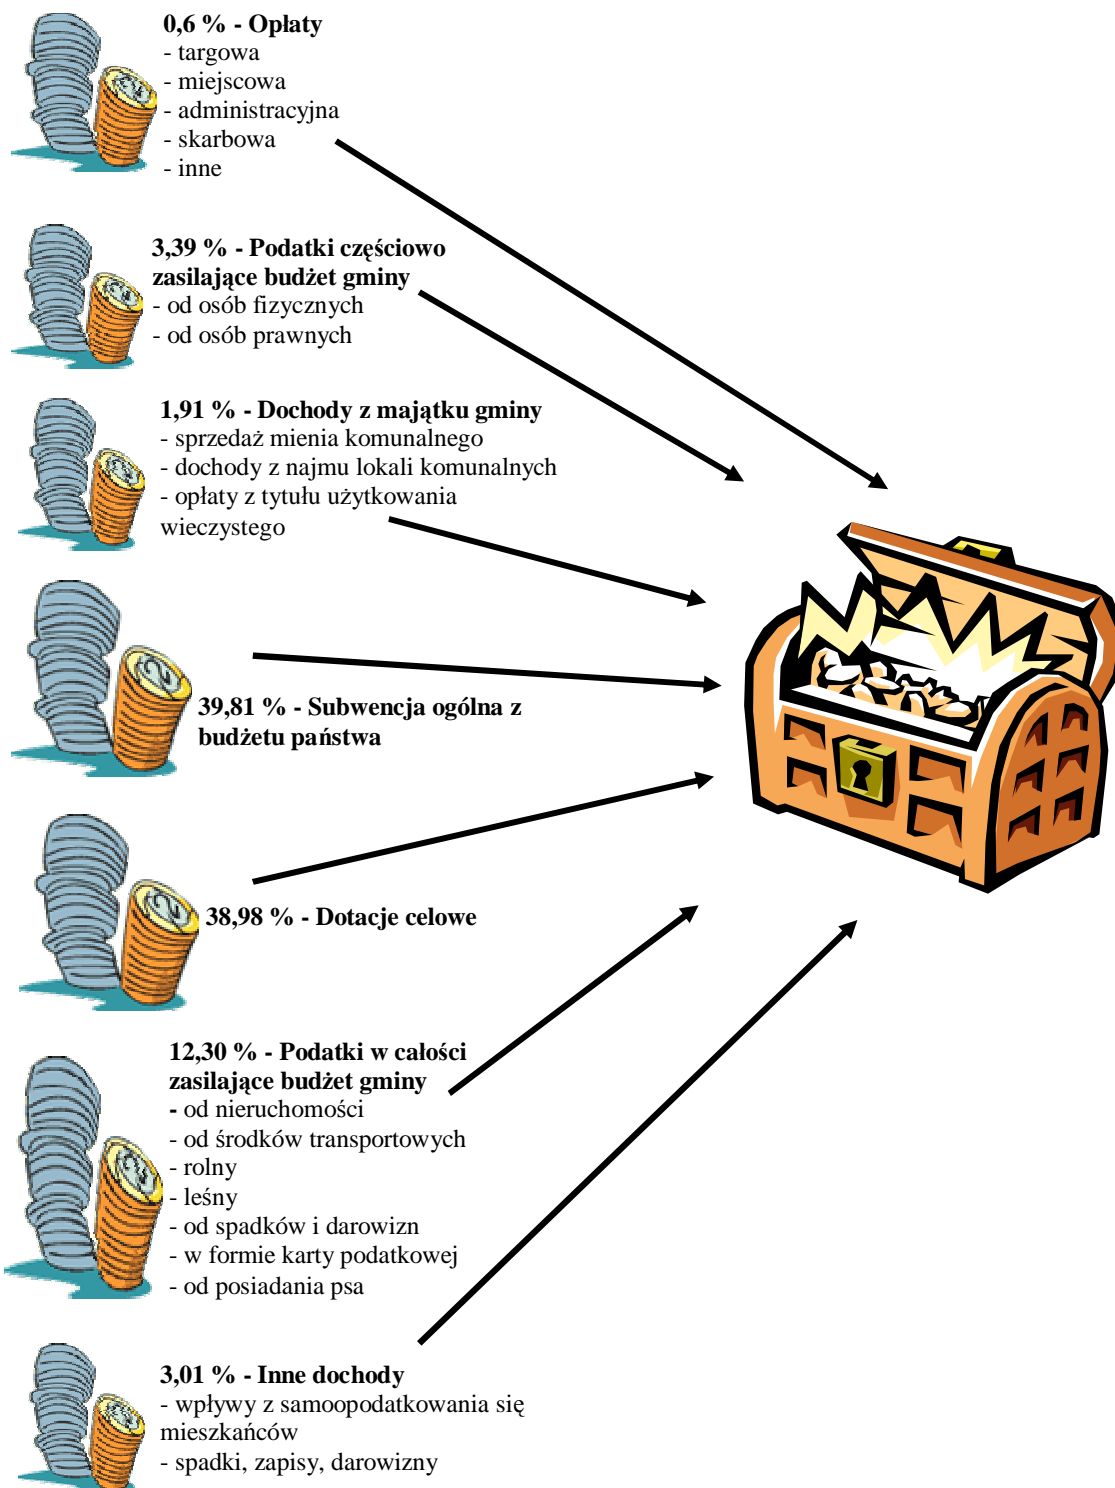 0,6 % - Opłaty
- targowa
- miejscowa
- administracyjna
- skarbowa
- inne
3,39 % - Podatki częściowo
zasilające budżet gminy
- od osób fizycznych
- od osób prawnych
1,91 % - Dochody z majątku gminy
- sprzedaż mienia komunalnego
- dochody z najmu lokali komunalnych
- opłaty z tytułu użytkowania
wieczystego
39,81 % - Subwencja ogólna z
budżetu państwa
38,98 % - Dotacje celowe
12,30 % - Podatki w całości
zasilające budżet gminy
- od nieruchomości
- od środków transportowych
- rolny
- leśny
- od spadków i darowizn
- w formie karty podatkowej
- od posiadania psa
3,01 % - Inne dochody
- wpływy z samoopodatkowania się
mieszkańców
- spadki, zapisy, darowizny